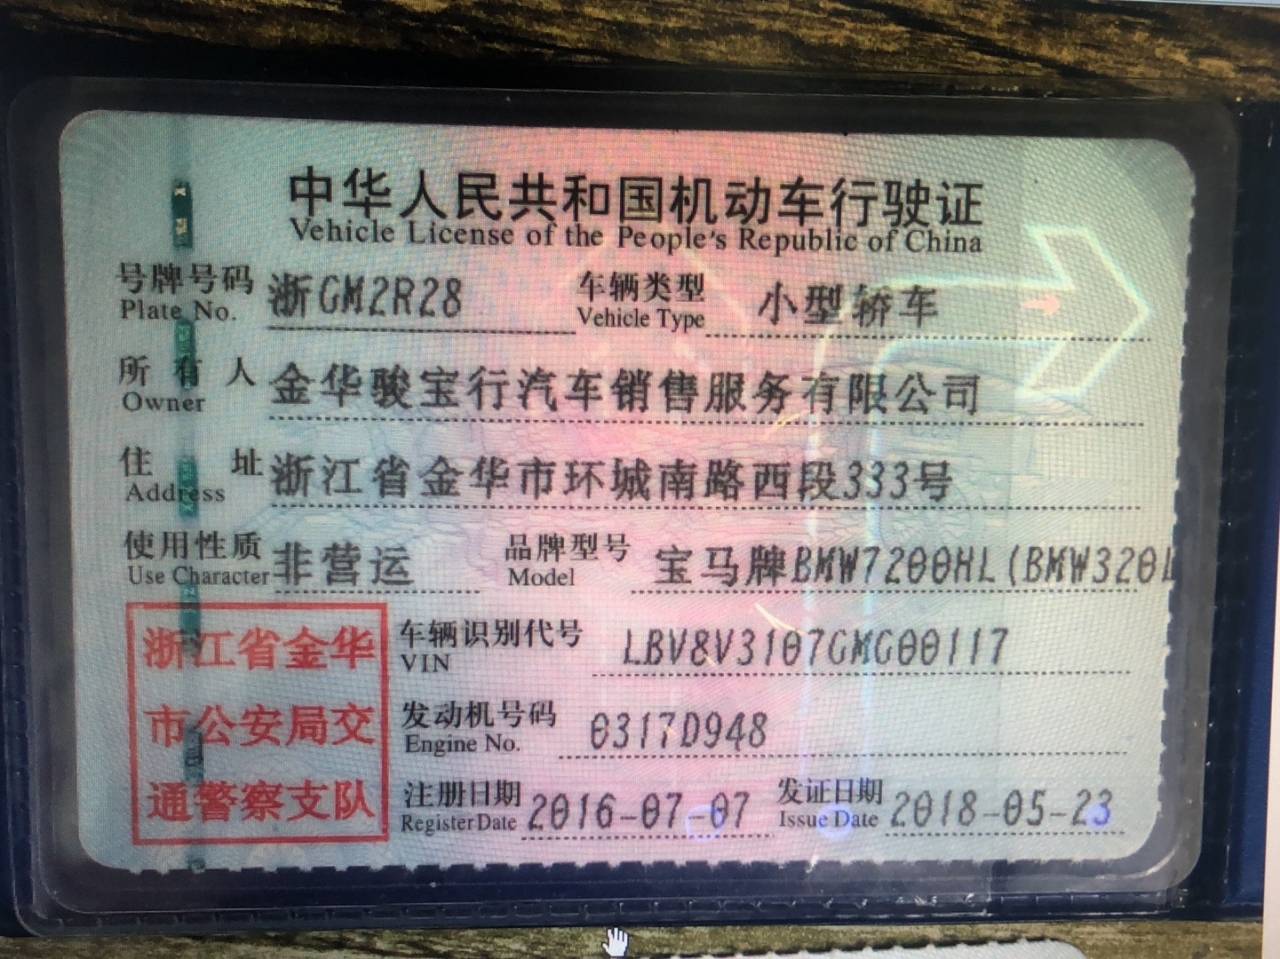 中华人民共和国机动车行驶证
Vehicle License of the People's Republic of China
号牌号码 浙GM2R28 车辆类型 小型轿车
Plate No. Vehicle Type
所有人 金华骏宝行汽车销售服务有限公司
Owner
住址 浙江省金华市环城南路西段333号
Address
使用性质 非营运 品牌型号 宝马牌BMW7200HL(BMW320L
Use Character Model
浙江省金华
市公安局交
通警察支队
车辆识别代号 LBV8V3107GMG00117
VIN
发动机号码 0317D948
Engine No.
注册日期 2016-07-07 发证日期 2018-05-23
Register Date Issue Date